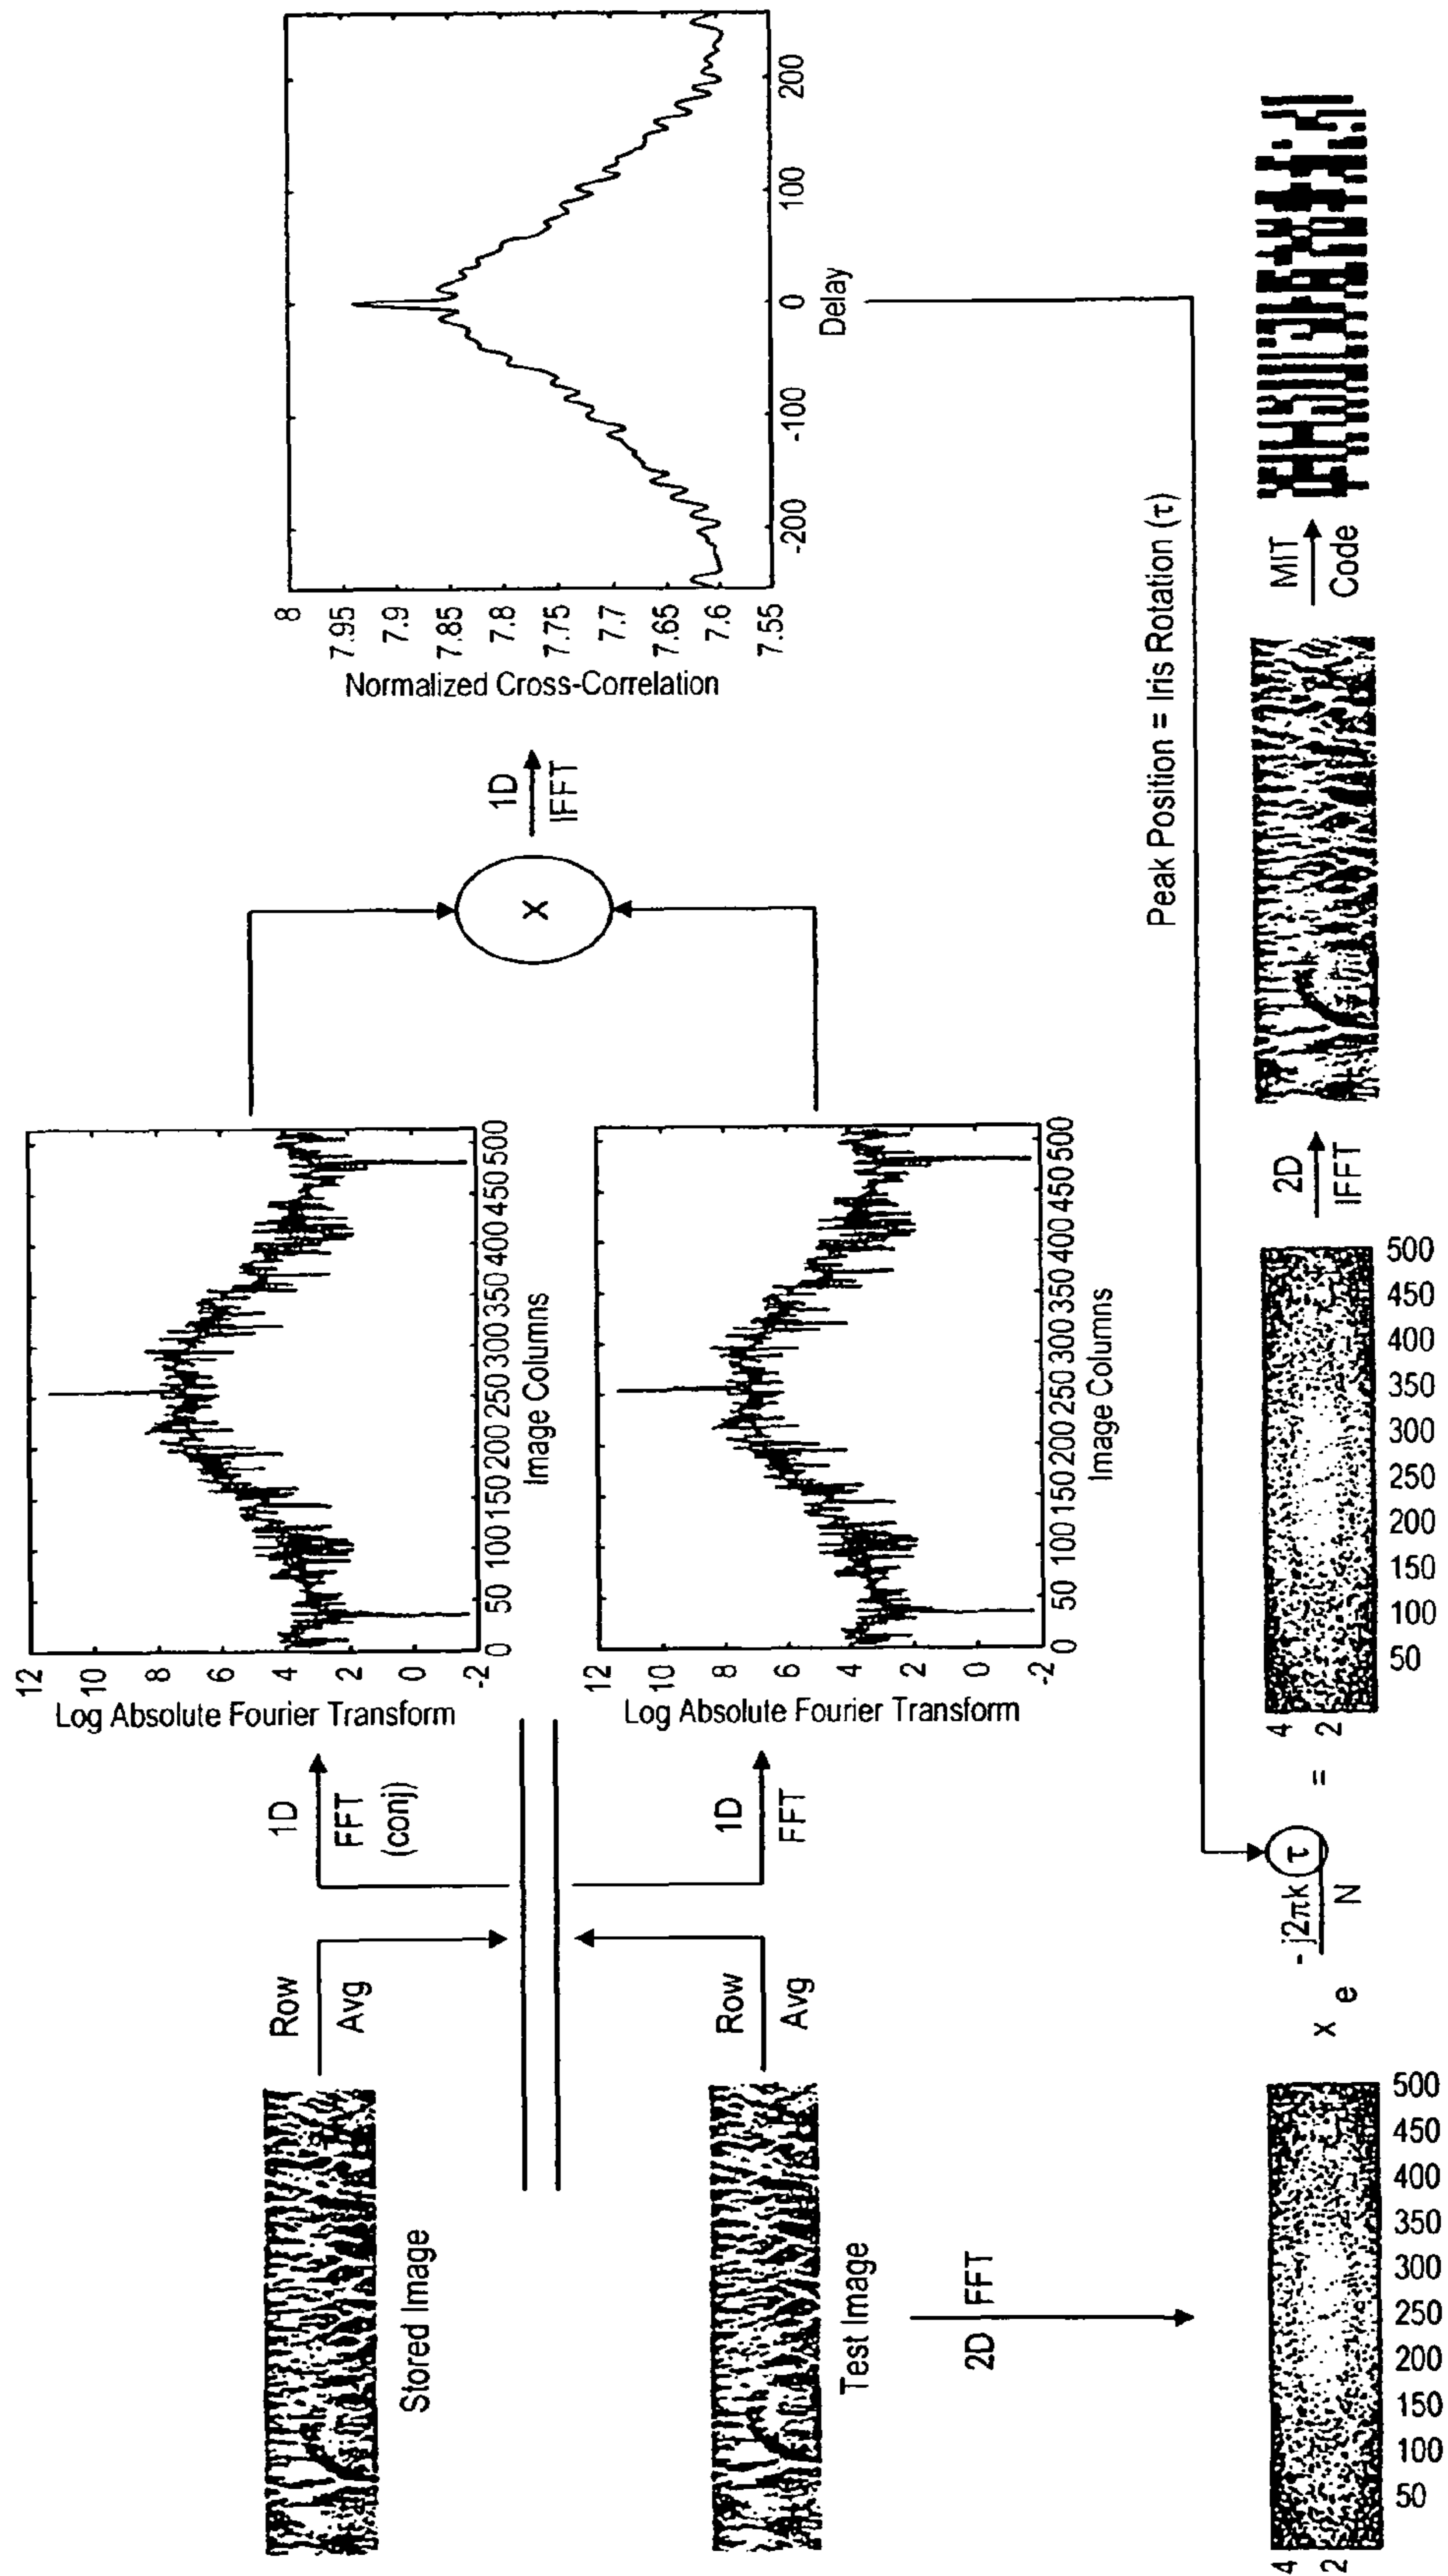 Stored Image
Row
Avg
1D
FFT
(conj)
12
10
8
6
4
2
0
-2
Log Absolute Fourier Transform
0 50 100 150 200 250 300 350 400 450 500
Image Columns
Test Image
Row
Avg
1D
FFT
12
10
8
6
4
2
0
-2
Log Absolute Fourier Transform
0 50 100 150 200 250 300 350 400 450 500
Image Columns
X
1D
IFFT
8
7.95
7.9
7.85
7.8
7.75
7.7
7.65
7.6
7.55
Normalized Cross-Correlation
-200 -100 0 100 200
Delay
2D FFT
Peak Position = Iris Rotation (τ)
4
2
50 100 150 200 250 300 350 400 450 500
x e - j2πk τ
N
=
4
2
50 100 150 200 250 300 350 400 450 500
2D
IFFT
MIT
Code